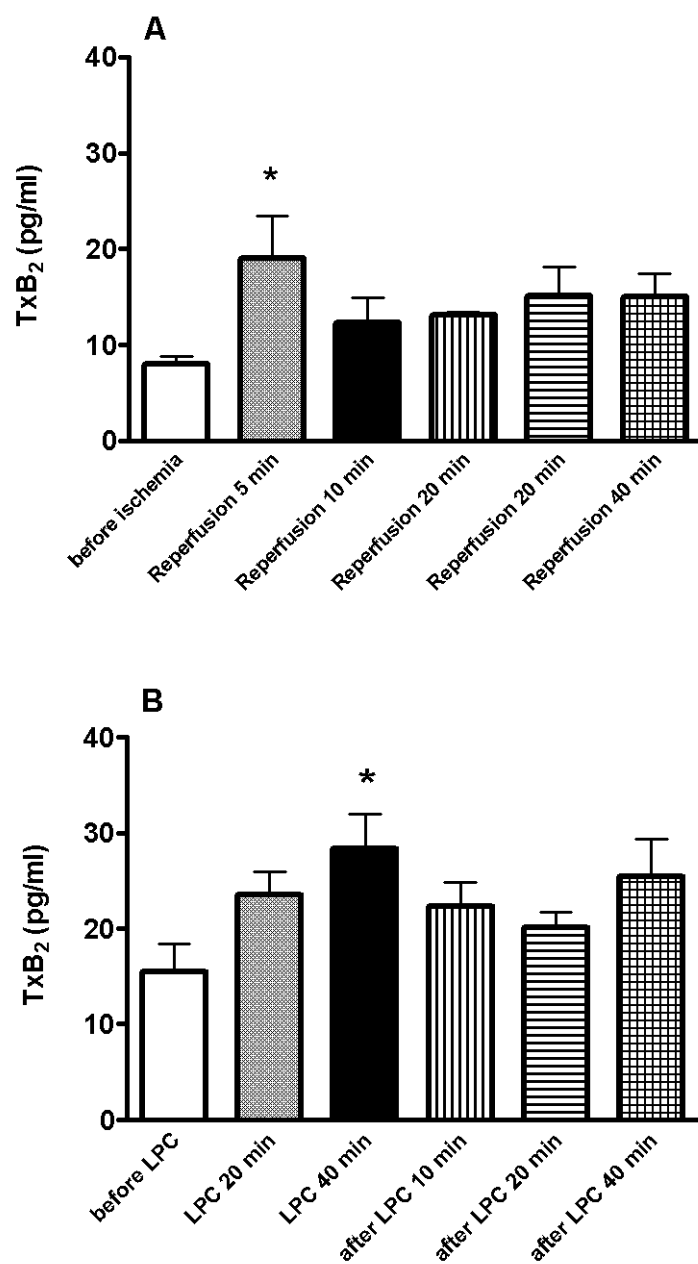 A
40
30
20
10
0
TxB₂ (pg/ml)
*
before ischemia
Reperfusion 5 min
Reperfusion 10 min
Reperfusion 20 min
Reperfusion 20 min
Reperfusion 40 min
B
40
30
20
10
0
TxB₂ (pg/ml)
*
before LPC
LPC 20 min
LPC 40 min
after LPC 10 min
after LPC 20 min
after LPC 40 min